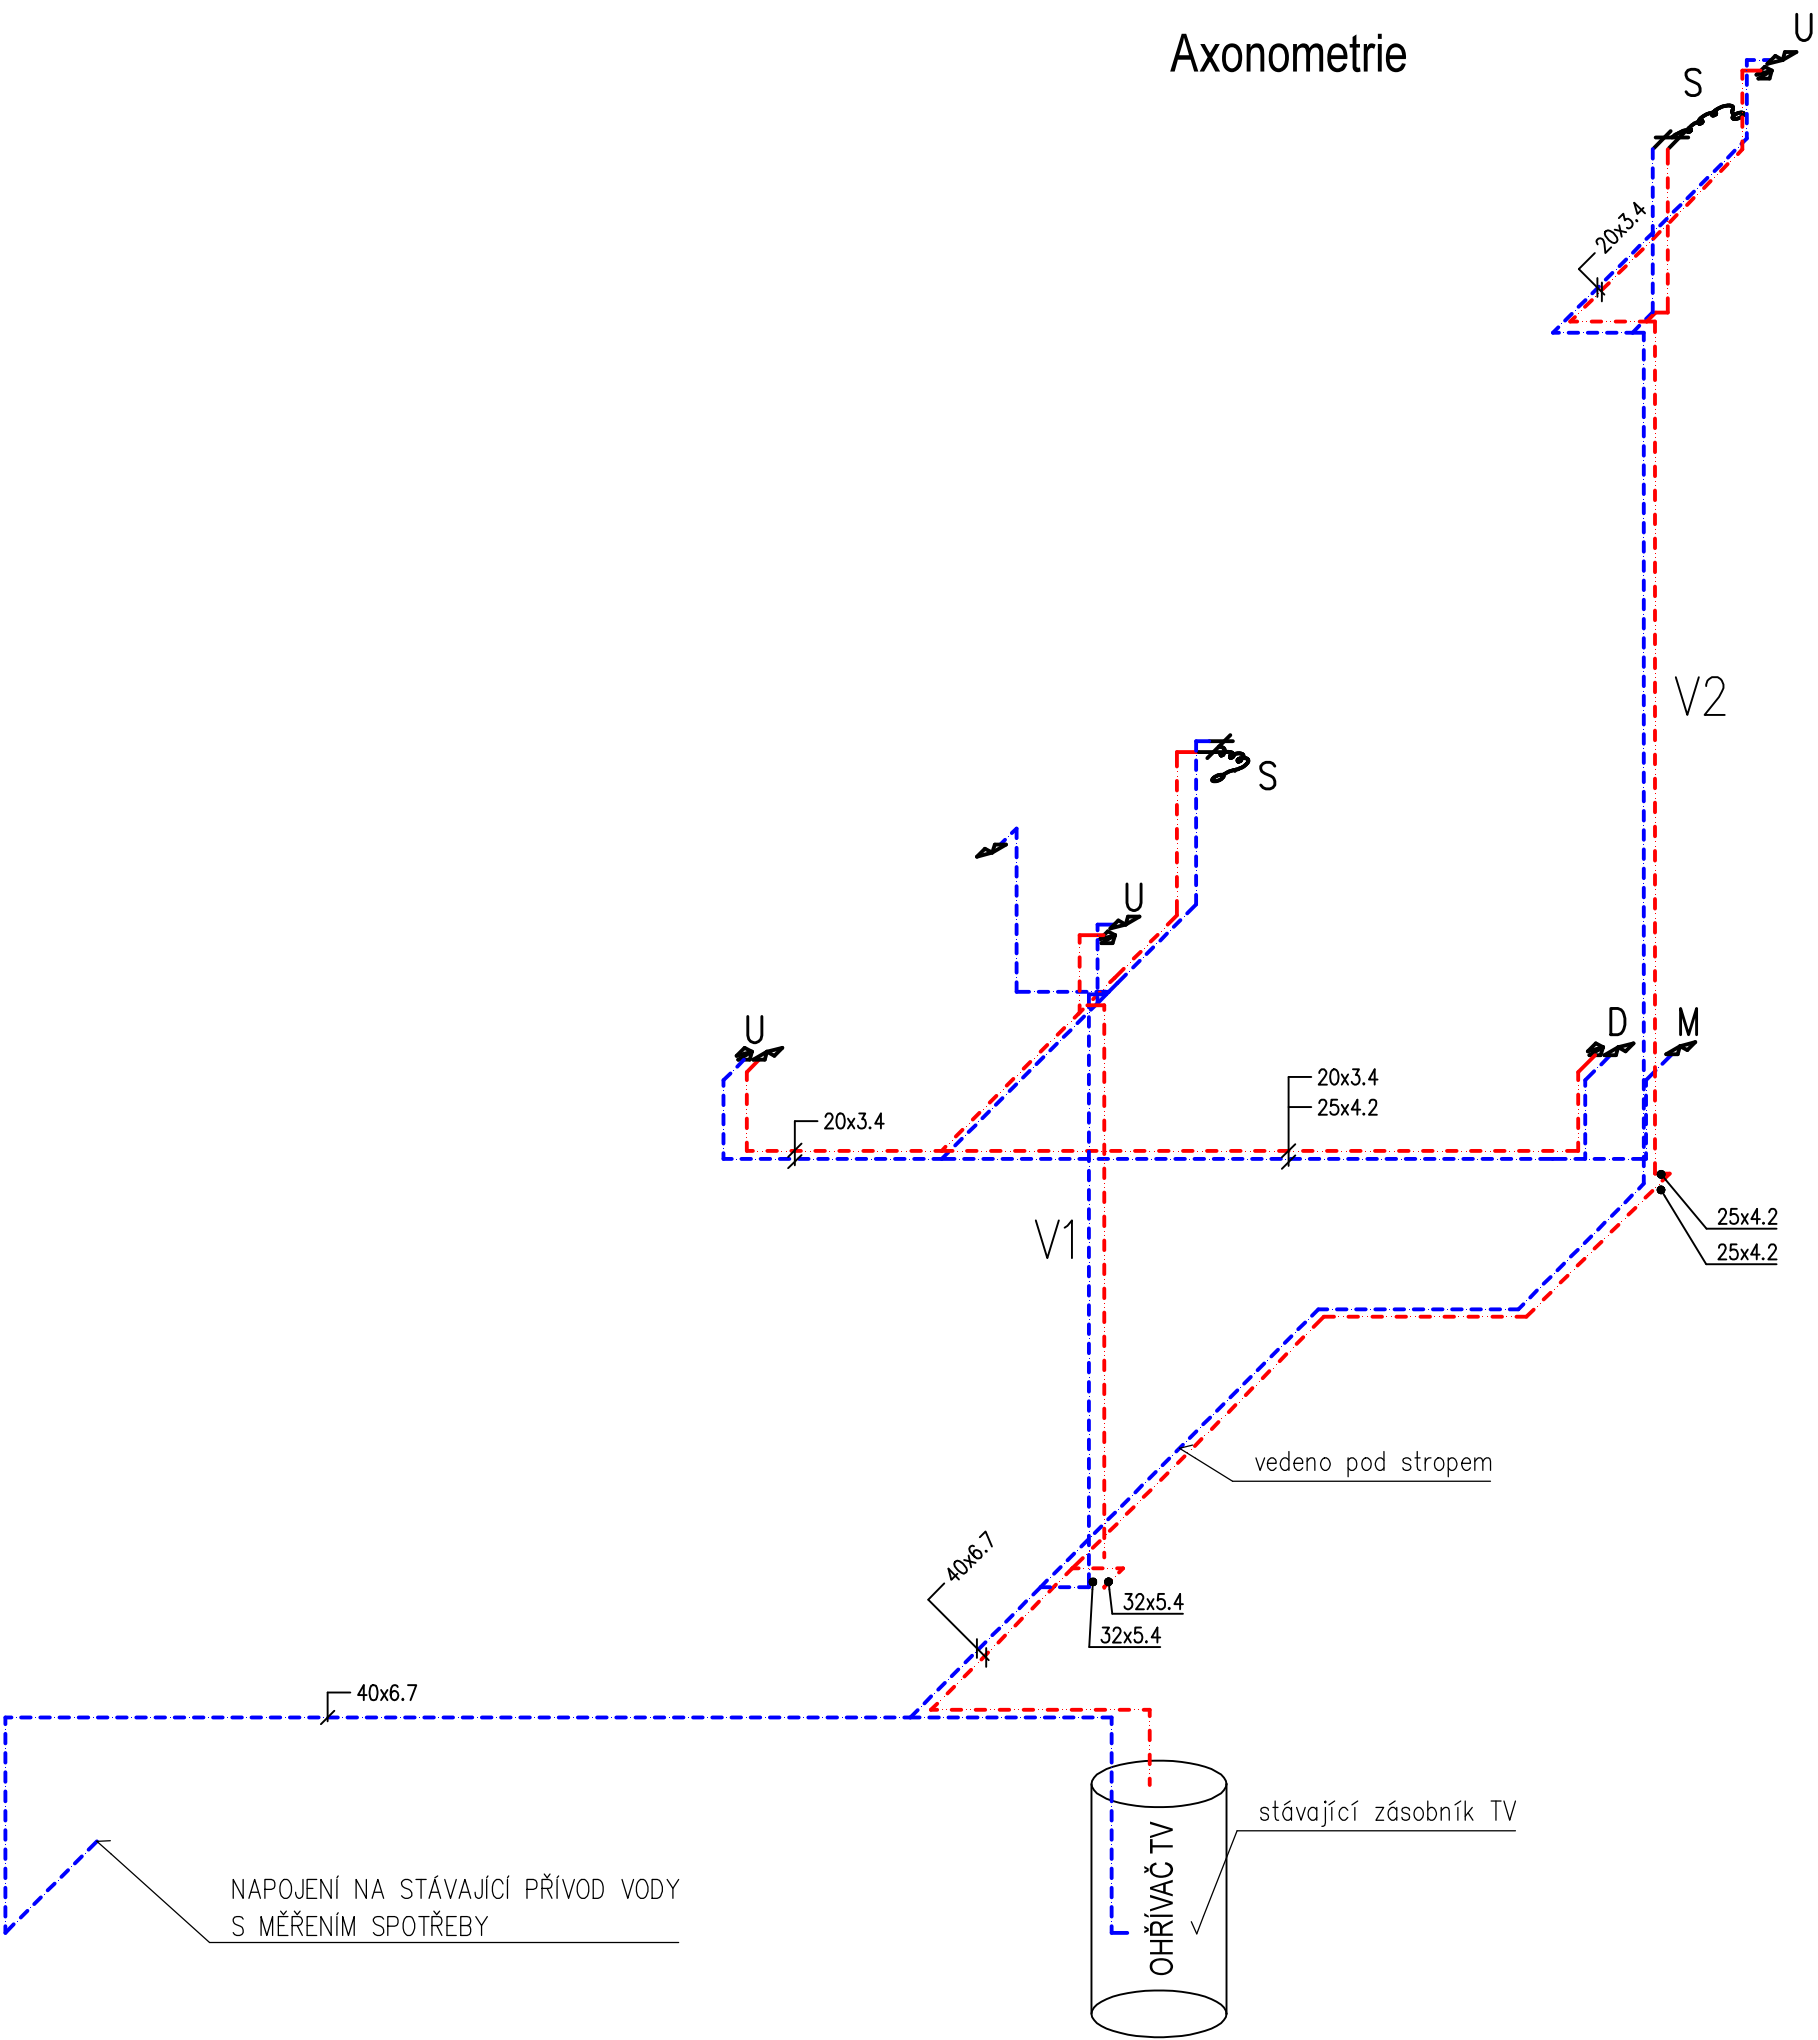 Axonometrie
U
S
20x3.4
V2
S
U
U
D
M
20x3.4
25x4.2
20x3.4
25x4.2
25x4.2
V1
vedeno pod stropem
40x6.7
32x5.4
32x5.4
40x6.7
stávající zásobník TV
OHŘÍVAČ TV
NAPOJENÍ NA STÁVAJÍCÍ PŘÍVOD VODY
S MĚŘENÍM SPOTŘEBY